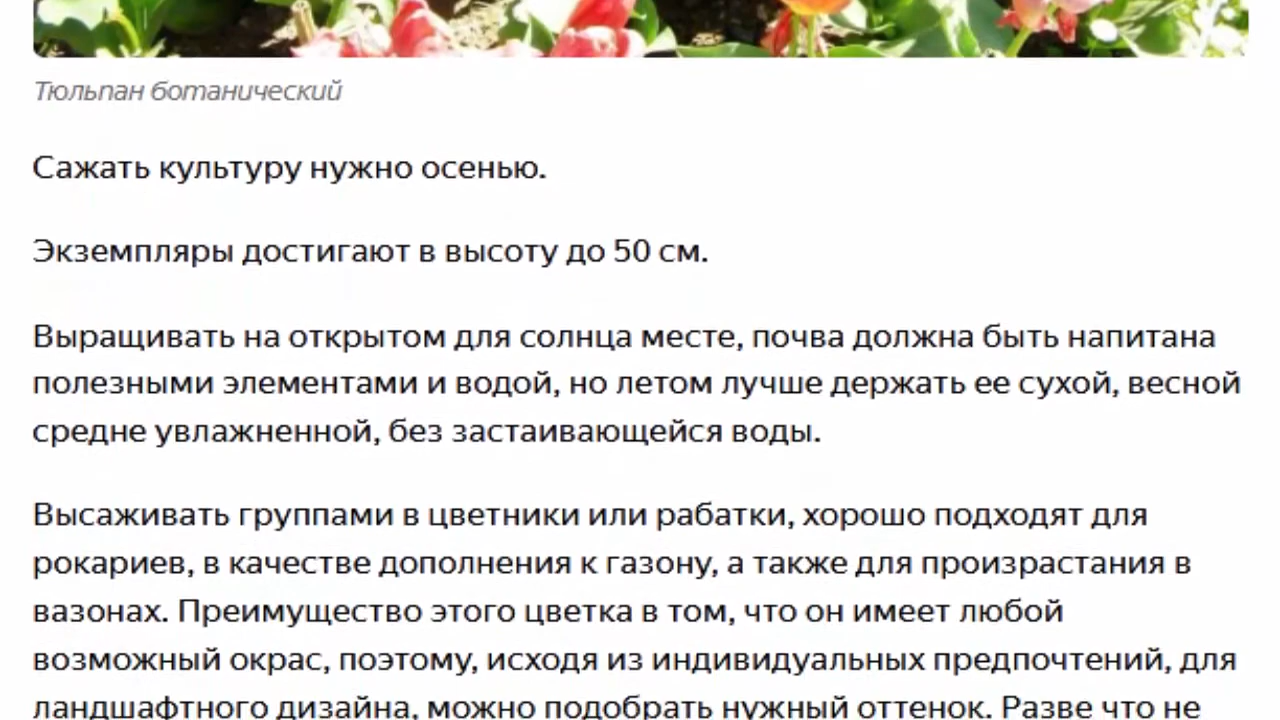 Тюльпан ботанический
Сажать культуру нужно осенью.
Экземпляры достигают в высоту до 50 см.
Выращивать на открытом для солнца месте, почва должна быть напитана
полезными элементами и водой, но летом лучше держать ее сухой, весной
средне увлажненной, без застаивающейся воды.
Высаживать группами в цветники или рабатки, хорошо подходят для
рокариев, в качестве дополнения к газону, а также для произрастания в
вазонах. Преимущество этого цветка в том, что он имеет любой
возможный окрас, поэтому, исходя из индивидуальных предпочтений, для
ландшафтного дизайна, можно подобрать нужный оттенок. Разве что не